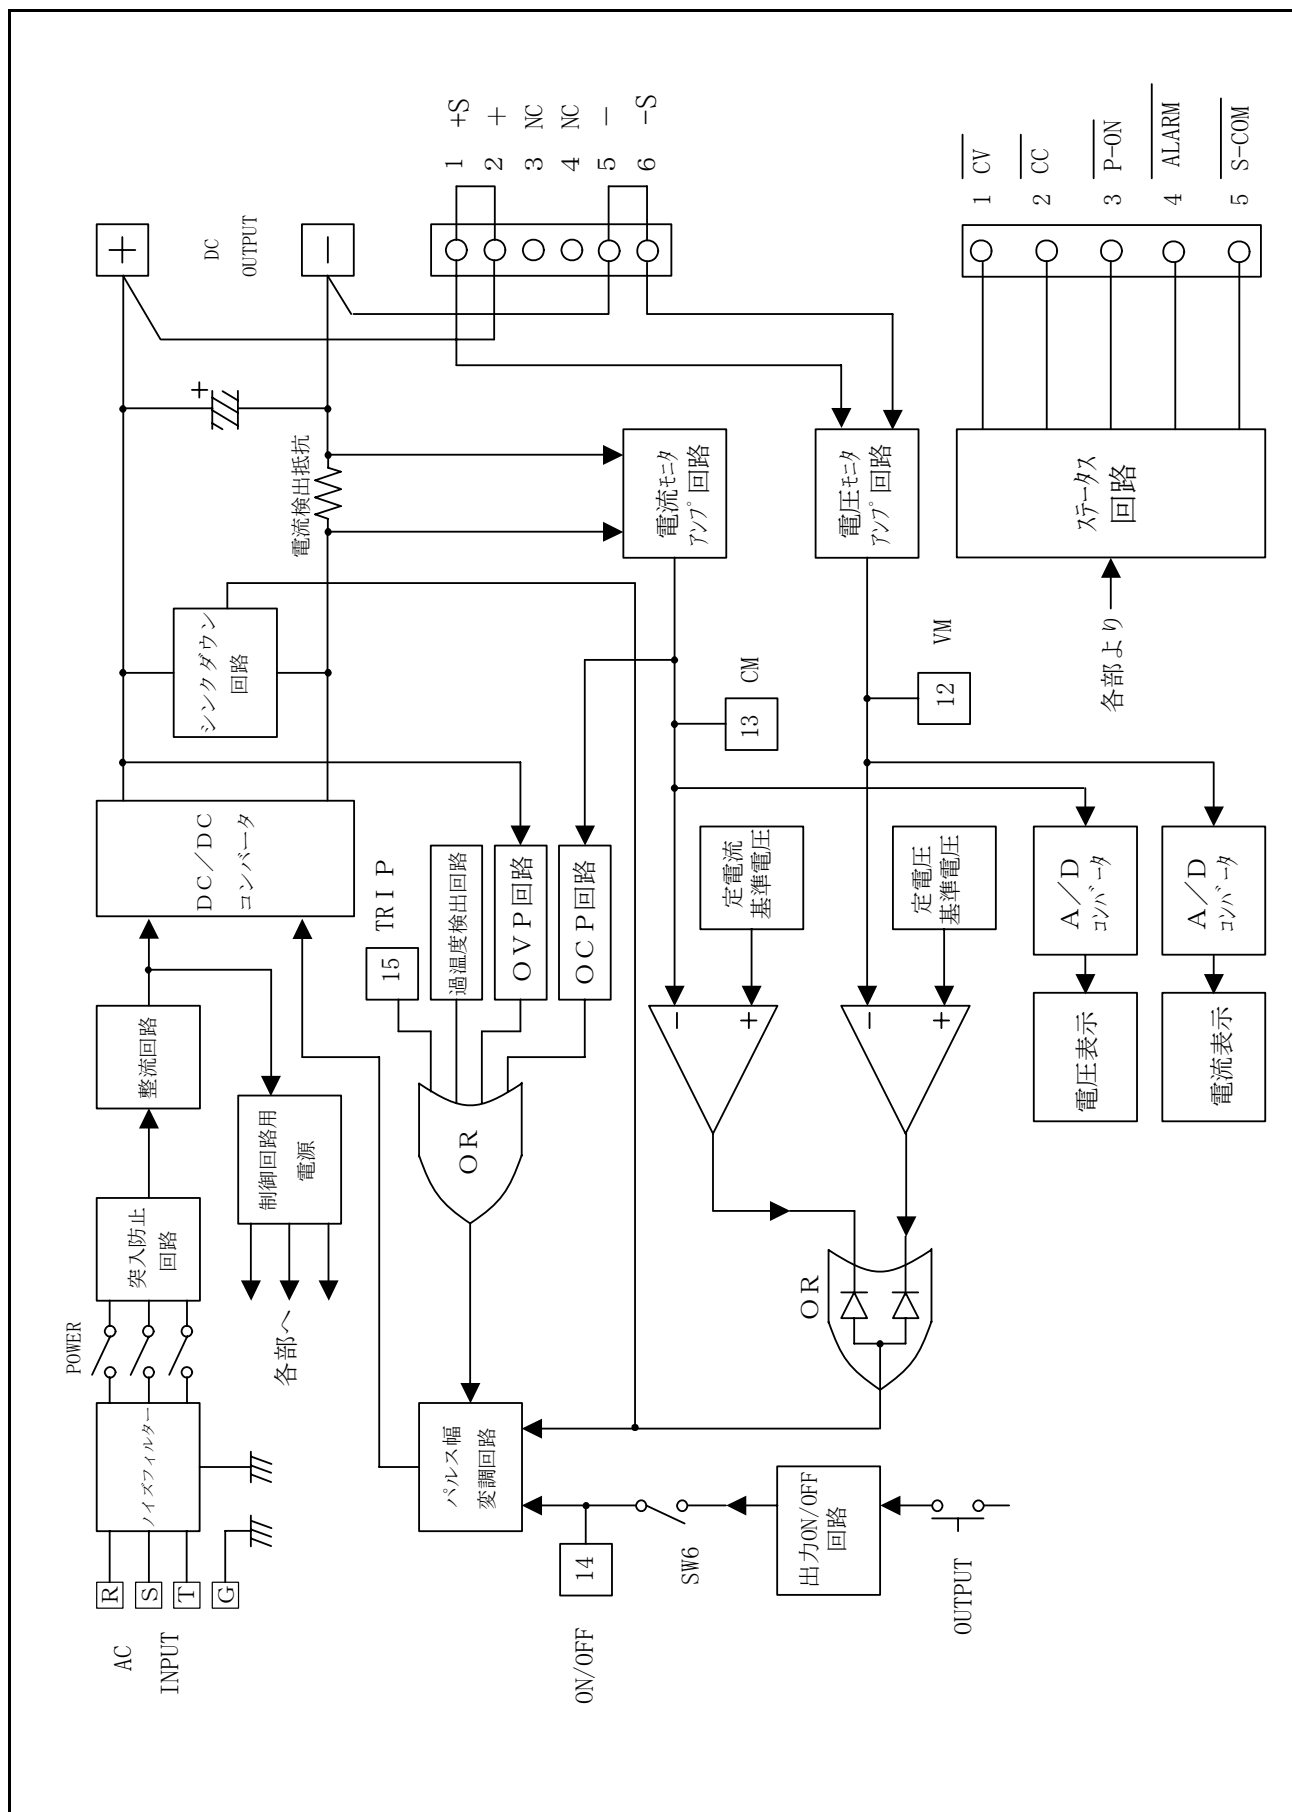 AC
INPUT
R
S
T
G
ノイズフィルター
POWER
突入防止
回路
整流回路
制御回路用
電源
各部へ
DC/DC
コンバータ
シンクダウン
回路
電流検出抵抗
+
+
DC
OUTPUT
−
1 +S
2 +
3 NC
4 NC
5 −
6 -S
TRIP
15
過温度検出回路
OVP回路
OCP回路
OR
パルス幅
変調回路
ON/OFF
14
SW6
出力ON/OFF
回路
OUTPUT
電流モニタ
アンプ回路
電圧モニタ
アンプ回路
13
CM
12
VM
定電流
基準電圧
定電圧
基準電圧
−
+
−
+
OR
A/D
コンバータ
A/D
コンバータ
電圧表示
電流表示
各部より
ステータス
回路
1 CV
2 CC
3 P-ON
4 ALARM
5 S-COM